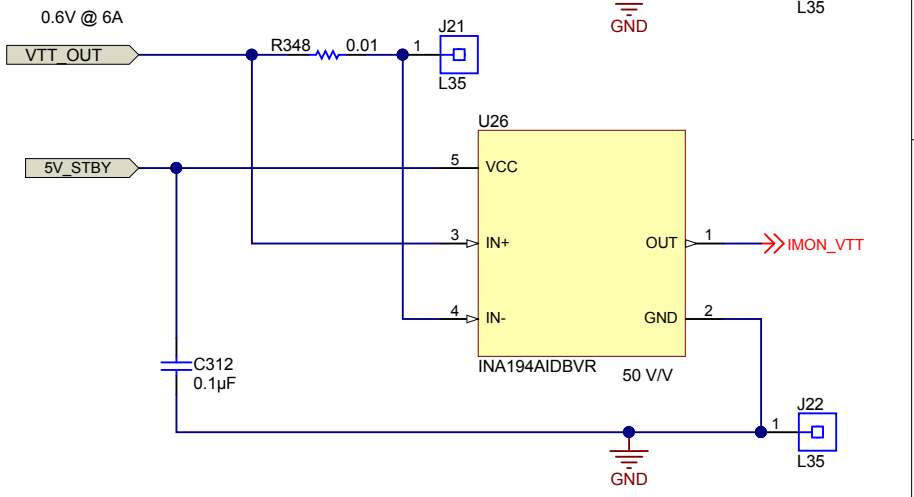 0.6V @ 6A
L35
GND
J21
R348 0.01 1
VTT_OUT
L35
U26
5V_STBY 5 VCC
3 IN+ OUT 1 IMON_VTT
4 IN- GND 2
C312
0.1µF
INA194AIDBVR 50 V/V
J22
1
L35
GND